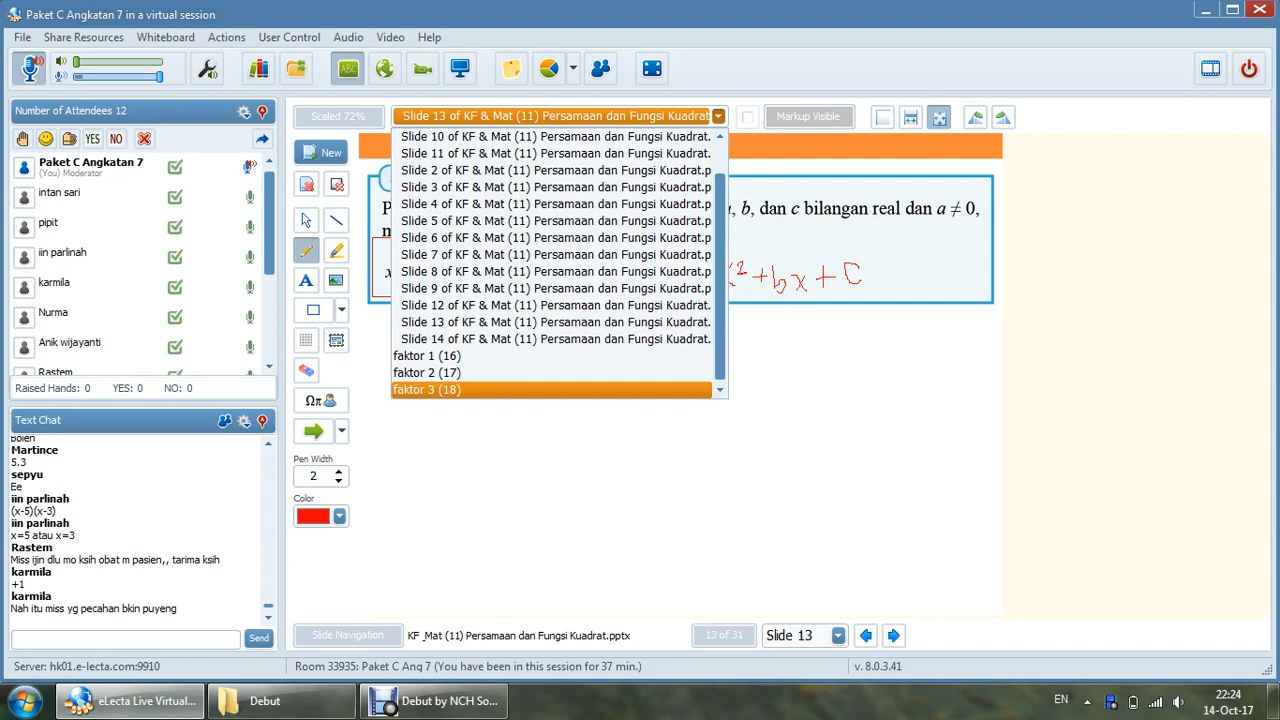 Paket C Angkatan 7 in a virtual session
File Share Resources Whiteboard Actions User Control Audio Video Help
Number of Attendees 12
YES NO
Paket C Angkatan 7
(You) Moderator
intan sari
pipit
iin parlinah
karmila
Nurma
Anik wijayanti
Rastem
Raised Hands: 0 YES: 0 NO: 0
Text Chat
Boleh
Martince
5.3
sepyu
Ee
iin parlinah
(x-5)(x-3)
iin parlinah
x=5 atau x=3
Rastem
Miss ijin dlu mo ksih obat m pasien,, tarima ksih
karmila
+1
karmila
Nah itu miss yg pecahan bkin puyeng
Send
Scaled 72%
Slide 13 of KF & Mat (11) Persamaan dan Fungsi Kuadrat
Markup Visible
New
Slide 10 of KF & Mat (11) Persamaan dan Fungsi Kuadrat.
Slide 11 of KF & Mat (11) Persamaan dan Fungsi Kuadrat.
Slide 2 of KF & Mat (11) Persamaan dan Fungsi Kuadrat.p
Slide 3 of KF & Mat (11) Persamaan dan Fungsi Kuadrat.p
Slide 4 of KF & Mat (11) Persamaan dan Fungsi Kuadrat.p
Slide 5 of KF & Mat (11) Persamaan dan Fungsi Kuadrat.p
Slide 6 of KF & Mat (11) Persamaan dan Fungsi Kuadrat.p
Slide 7 of KF & Mat (11) Persamaan dan Fungsi Kuadrat.p
Slide 8 of KF & Mat (11) Persamaan dan Fungsi Kuadrat.p
Slide 9 of KF & Mat (11) Persamaan dan Fungsi Kuadrat.p
Slide 12 of KF & Mat (11) Persamaan dan Fungsi Kuadrat.
Slide 13 of KF & Mat (11) Persamaan dan Fungsi Kuadrat.
Slide 14 of KF & Mat (11) Persamaan dan Fungsi Kuadrat.
faktor 1 (16)
faktor 2 (17)
faktor 3 (18)
, b, dan c bilangan real dan a ≠ 0,
² + bx + c
ABC
A
Ωπ
Pen Width
2
Color
Slide Navigation KF _Mat (11) Persamaan dan Fungsi Kuadrat.pptx 13 of 31 Slide 13
Server: hk01.e-lecta.com:9910 Room 33935: Paket C Ang 7 (You have been in this session for 37 min.) v. 8.0.3.41
eLecta Live Virtual... Debut Debut by NCH So... EN 22:24
14-Oct-17